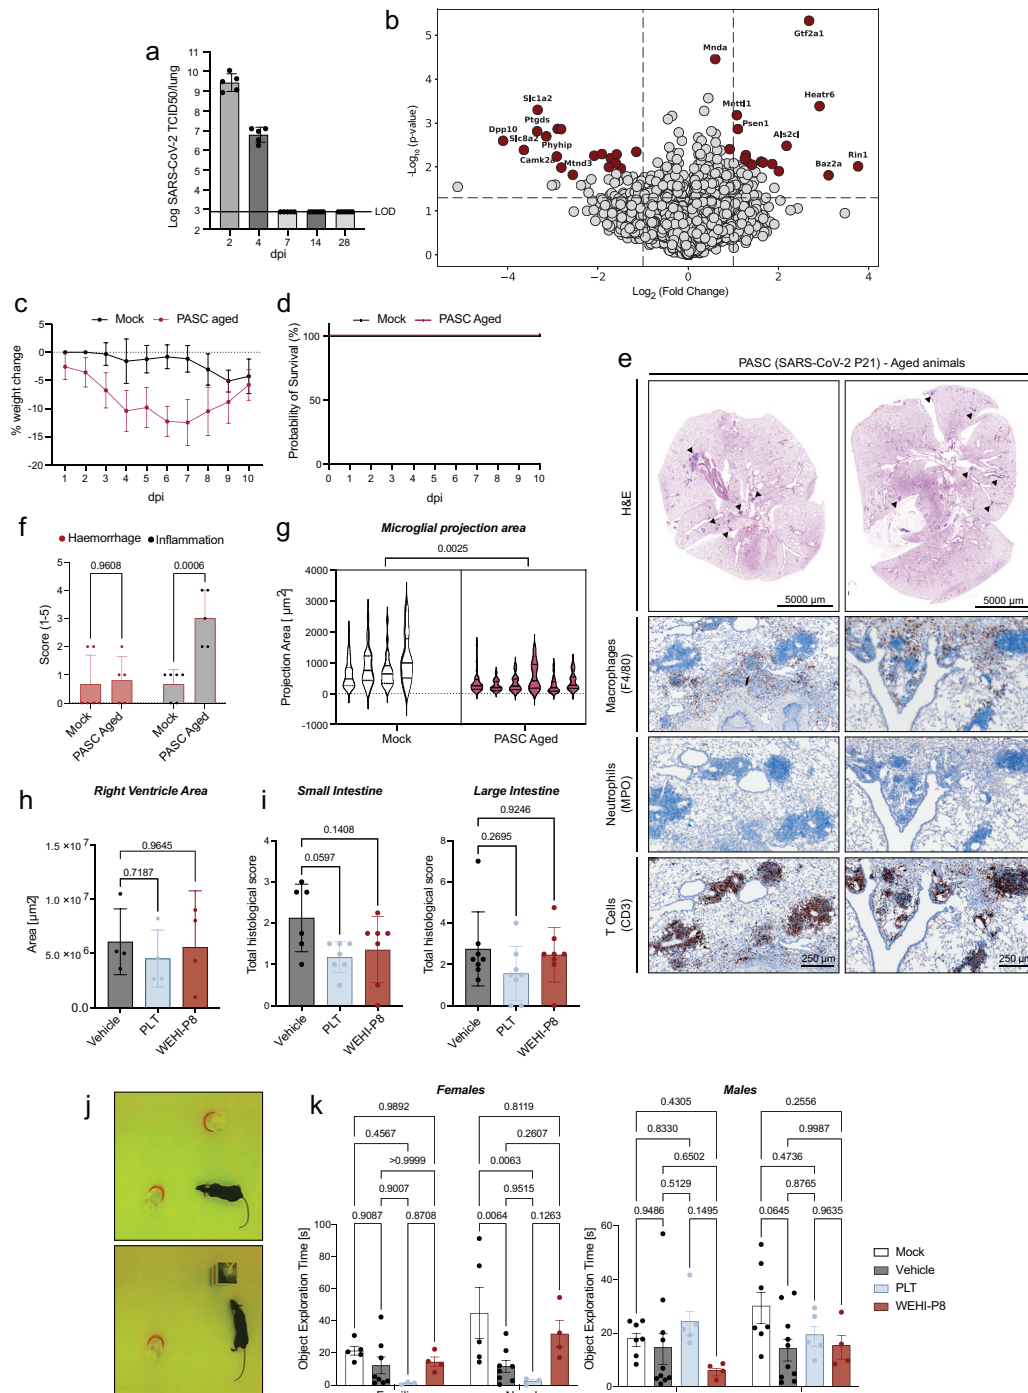 a
Log SARS-CoV-2 TCID50/lung
11
10
9
8
7
6
5
4
3
2
LOD
2 4 7 14 28
dpi
b
-Log10 (p-value)
5
4
3
2
1
0
Gtf2a1
Mnda
Heatr6
Slc1a2
Mettl1
Ptgds
Psen1
Dpp10
Slc8a2
Als2cl
Phyhip
Camk2a
Mtnd3
Baz2a
Rin1
−4 −2 0 2 4
Log2 (Fold Change)
c
Mock PASC aged
% weight change
5
0
-5
-10
-15
-20
1 2 3 4 5 6 7 8 9 10
dpi
d
Mock PASC Aged
Probability of Survival (%)
100
50
0
0 1 2 3 4 5 6 7 8 9 10
dpi
e
PASC (SARS-CoV-2 P21) - Aged animals
H&E
5000 µm
5000 µm
Macrophages
(F4/80)
Neutrophils
(MPO)
T Cells
(CD3)
250 µm
250 µm
f
Haemorrhage Inflammation
0.9608
0.0006
Score (1-5)
5
4
3
2
1
0
Mock
PASC Aged
Mock
PASC Aged
g
Microglial projection area
0.0025
Projection Area [ µm2]
4000
3000
2000
1000
0
-1000
Mock
PASC Aged
h
Right Ventricle Area
0.9645
0.7187
Area [µm2]
1.5 ×10 7
1.0×10 7
5.0×10 6
0.0
Vehicle
PLT
WEHI-P8
i
Small Intestine
0.1408
0.0597
Total histological score
4
3
2
1
0
Vehicle
PLT
WEHI-P8
Large Intestine
0.9246
0.2695
Total histological score
8
6
4
2
0
Vehicle
PLT
WEHI-P8
j
k
Females
0.9892
0.8119
0.4567
0.2607
>0.9999
0.0063
0.9007
0.9515
0.9087
0.8708
0.0064
0.1263
Object Exploration Time [s]
100
80
60
40
20
0
Males
0.4305
0.2556
0.8330
0.9987
0.6502
0.4736
0.5129
0.8765
0.9486
0.1495
0.0645
0.9635
Object Exploration Time [s]
60
40
20
0
Mock
Vehicle
PLT
WEHI-P8